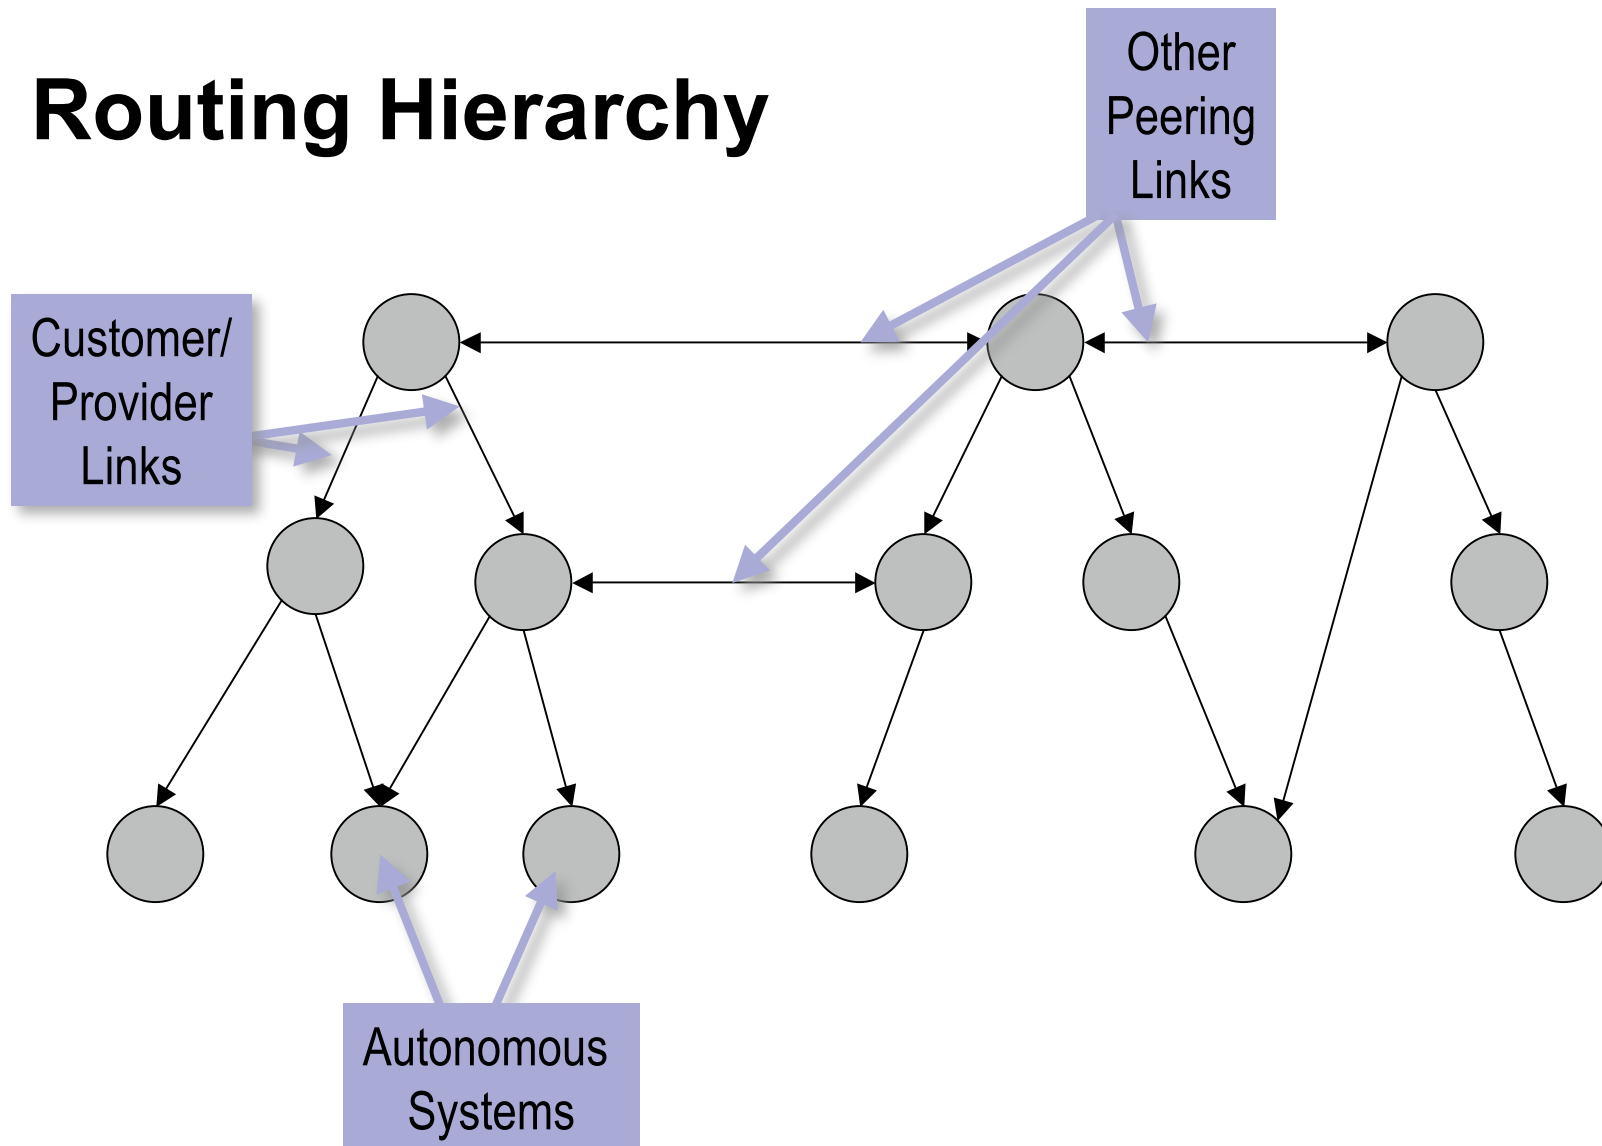 Routing Hierarchy
Other
Peering
Links
Customer/
Provider
Links
Autonomous
Systems